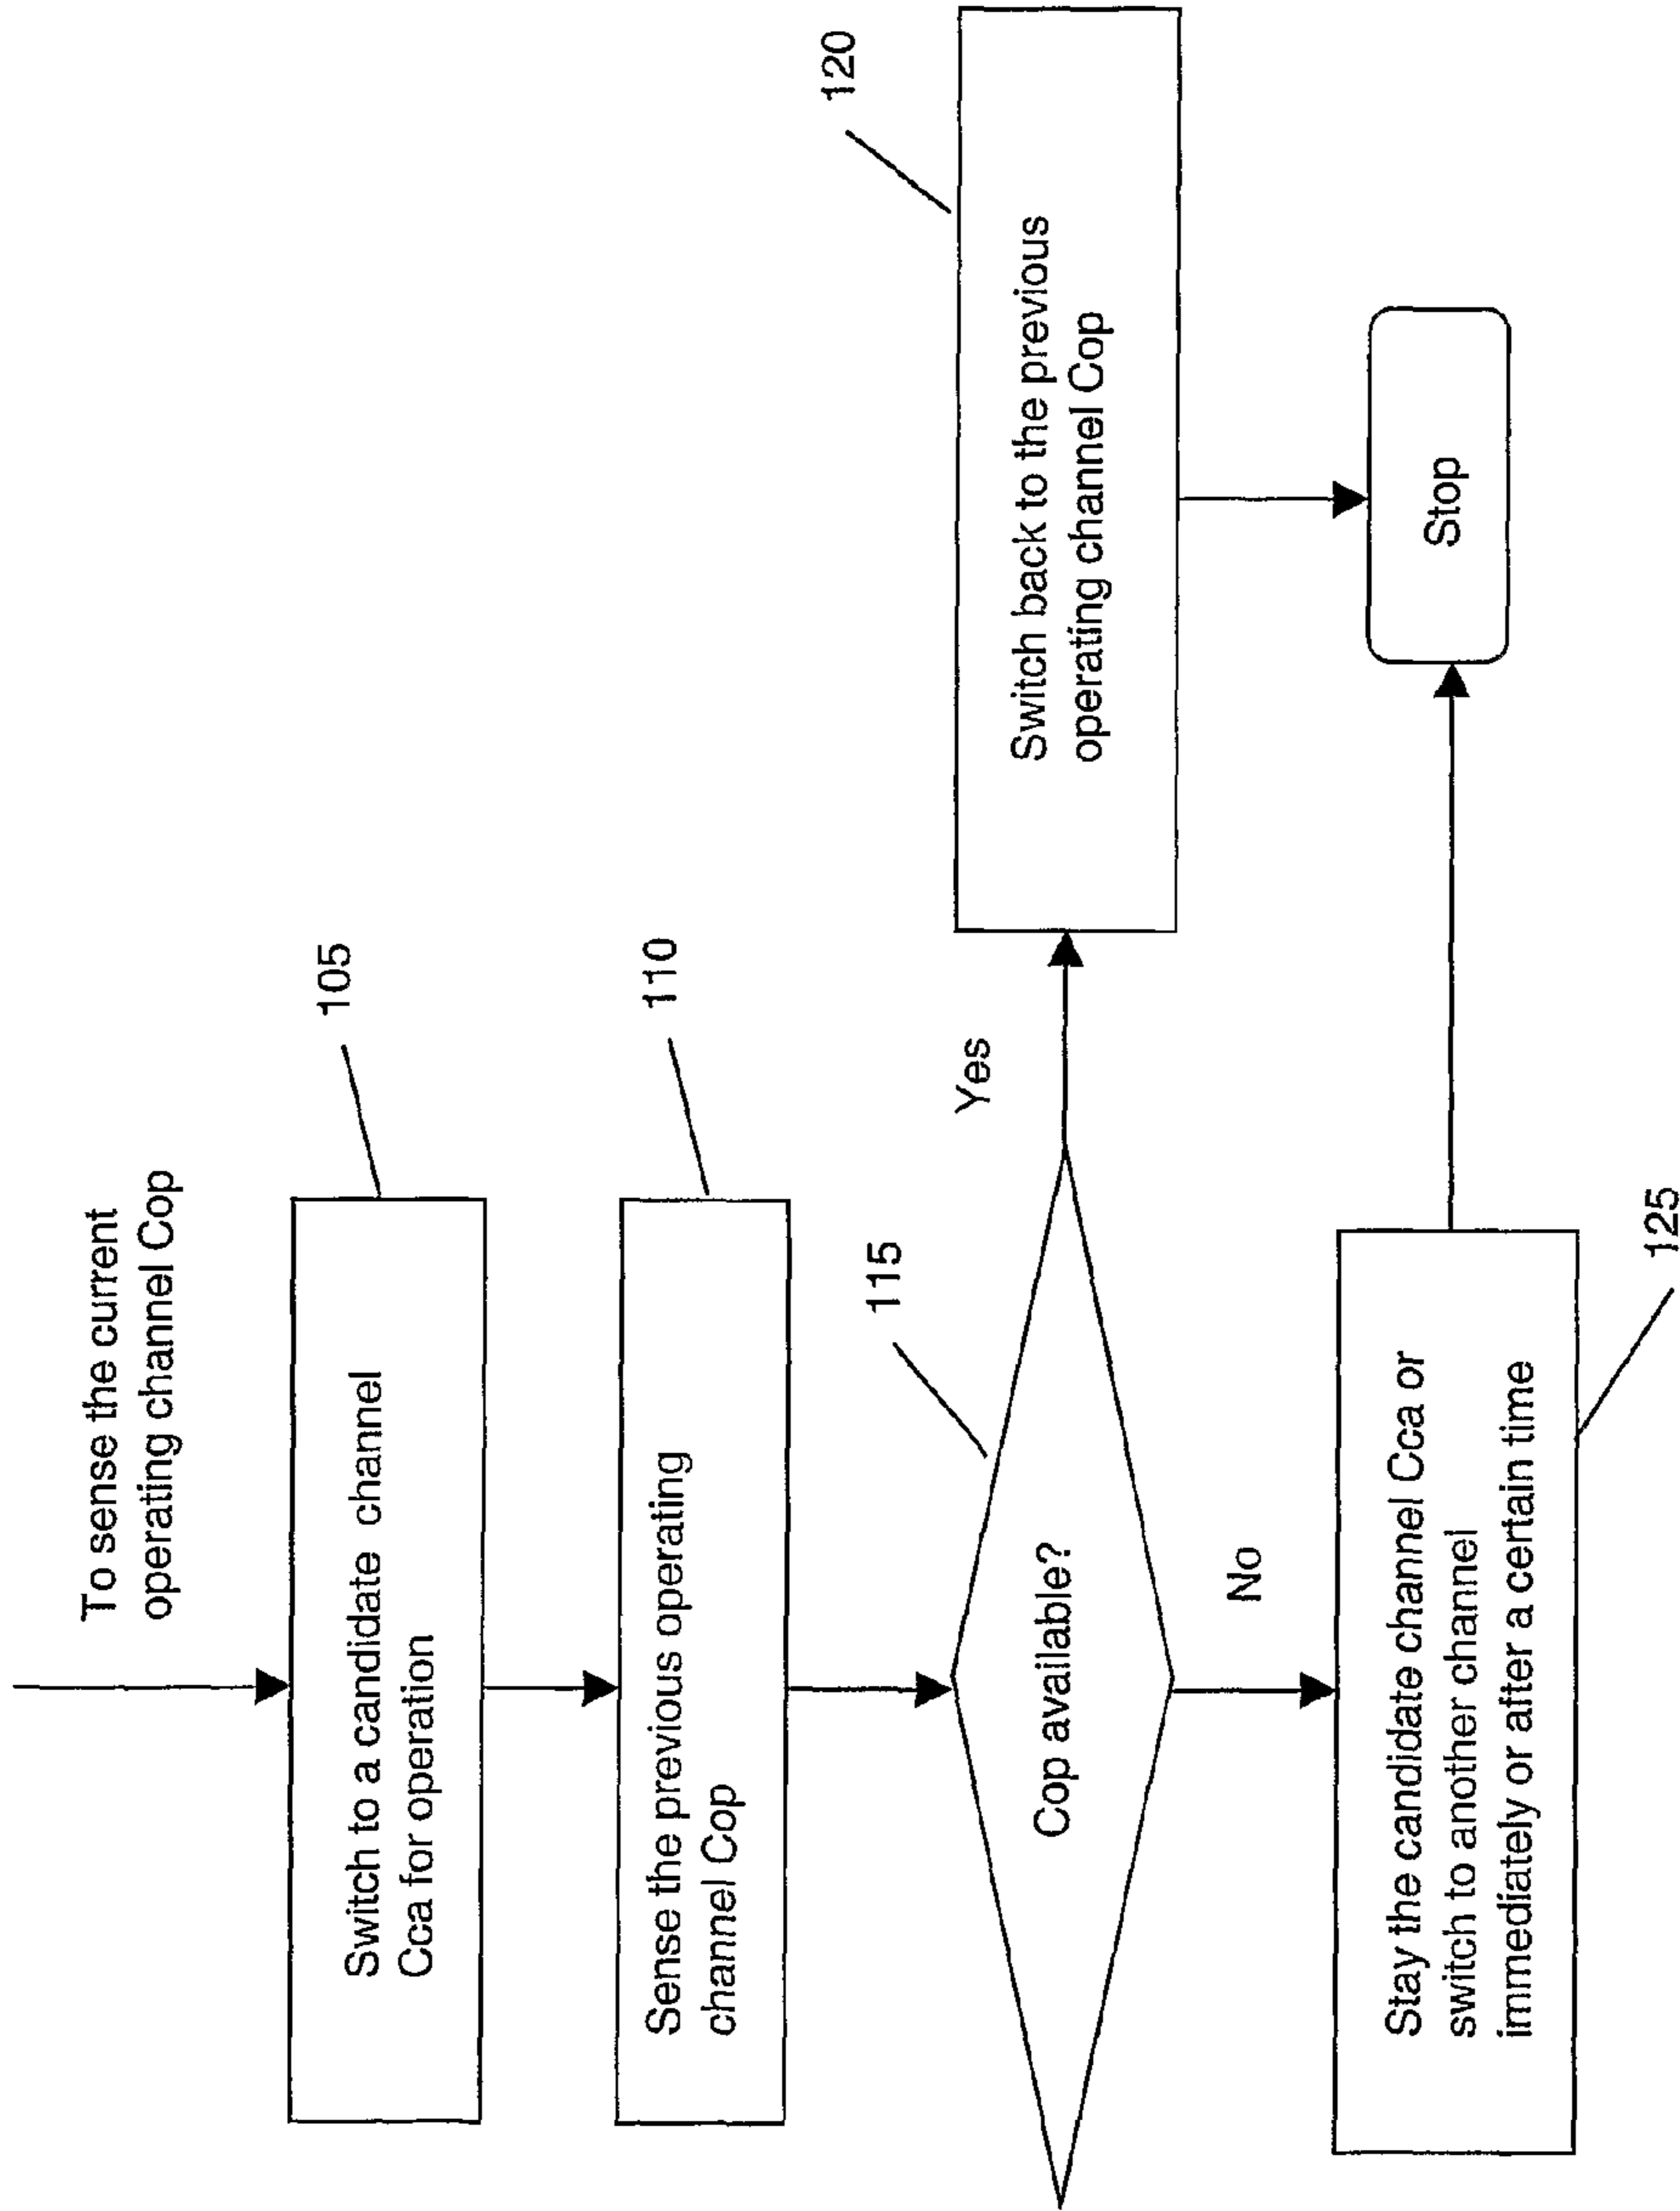 To sense the current
operating channel Cop
105
Switch to a candidate channel
Cca for operation
110
Sense the previous operating
channel Cop
115
Cop available?
Yes
120
Switch back to the previous
operating channel Cop
No
Stay the candidate channel Cca or
switch to another channel
immediately or after a certain time
125
Stop